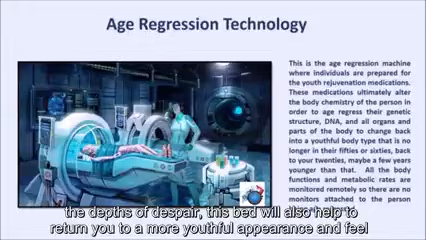 Age Regression Technology
This is the age regression machine
where individuals are prepared for
the youth rejuvenation medications.
These medications ultimately alter
the body chemistry of the person in
order to age regress their genetic
structure, DNA, and all organs and
parts of the body to change back
into a youthful body type that is no
longer in their fifties or sixties, back
to your twenties, maybe a few years
younger than that. All the body
functions and metabolic rates are
monitored remotely so there are no
monitors attached to the person
the depths of despair, this bed will also help to
return you to a more youthful appearance and feel